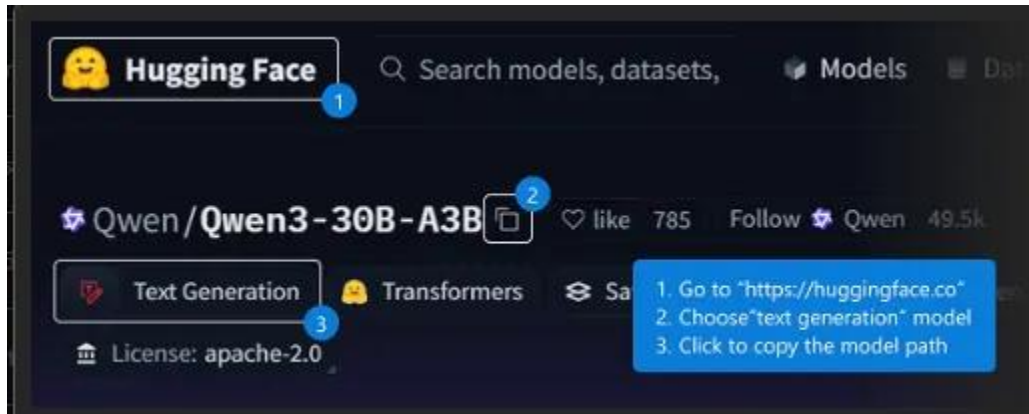 Hugging Face Search models, datasets, Models
1
2
Qwen/Qwen3-30B-A3B like 785 Follow Qwen 49.5k
Text Generation Transformers
3
License: apache-2.0
1. Go to "https://huggingface.co"
2. Choose"text generation" model
3. Click to copy the model path